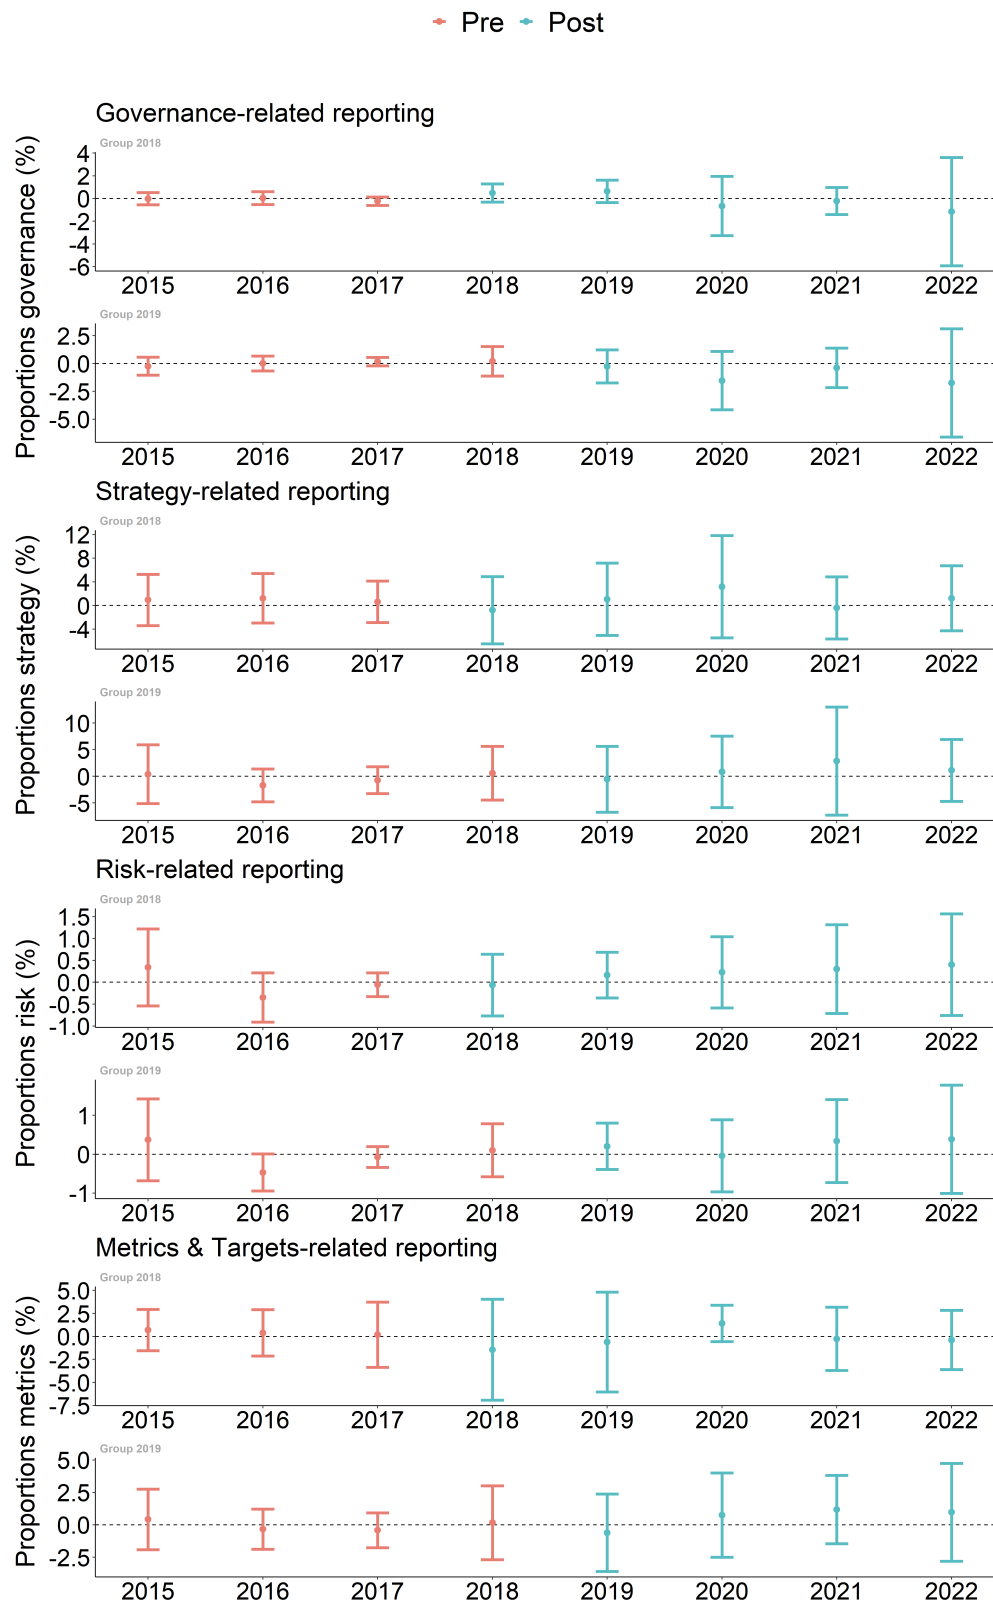 Pre Post
Governance-related reporting
Proportions governance (%)
Group 2018
4
2
0
-2
-4
-6
2015 2016 2017 2018 2019 2020 2021 2022
Group 2019
2.5
0.0
-2.5
-5.0
2015 2016 2017 2018 2019 2020 2021 2022
Strategy-related reporting
Proportions strategy (%)
Group 2018
12
8
4
0
-4
2015 2016 2017 2018 2019 2020 2021 2022
Group 2019
10
5
0
-5
2015 2016 2017 2018 2019 2020 2021 2022
Risk-related reporting
Proportions risk (%)
Group 2018
1.5
1.0
0.5
0.0
-0.5
-1.0
2015 2016 2017 2018 2019 2020 2021 2022
Group 2019
1
0
-1
2015 2016 2017 2018 2019 2020 2021 2022
Metrics & Targets-related reporting
Proportions metrics (%)
Group 2018
5.0
2.5
0.0
-2.5
-5.0
-7.5
2015 2016 2017 2018 2019 2020 2021 2022
Group 2019
5.0
2.5
0.0
-2.5
2015 2016 2017 2018 2019 2020 2021 2022